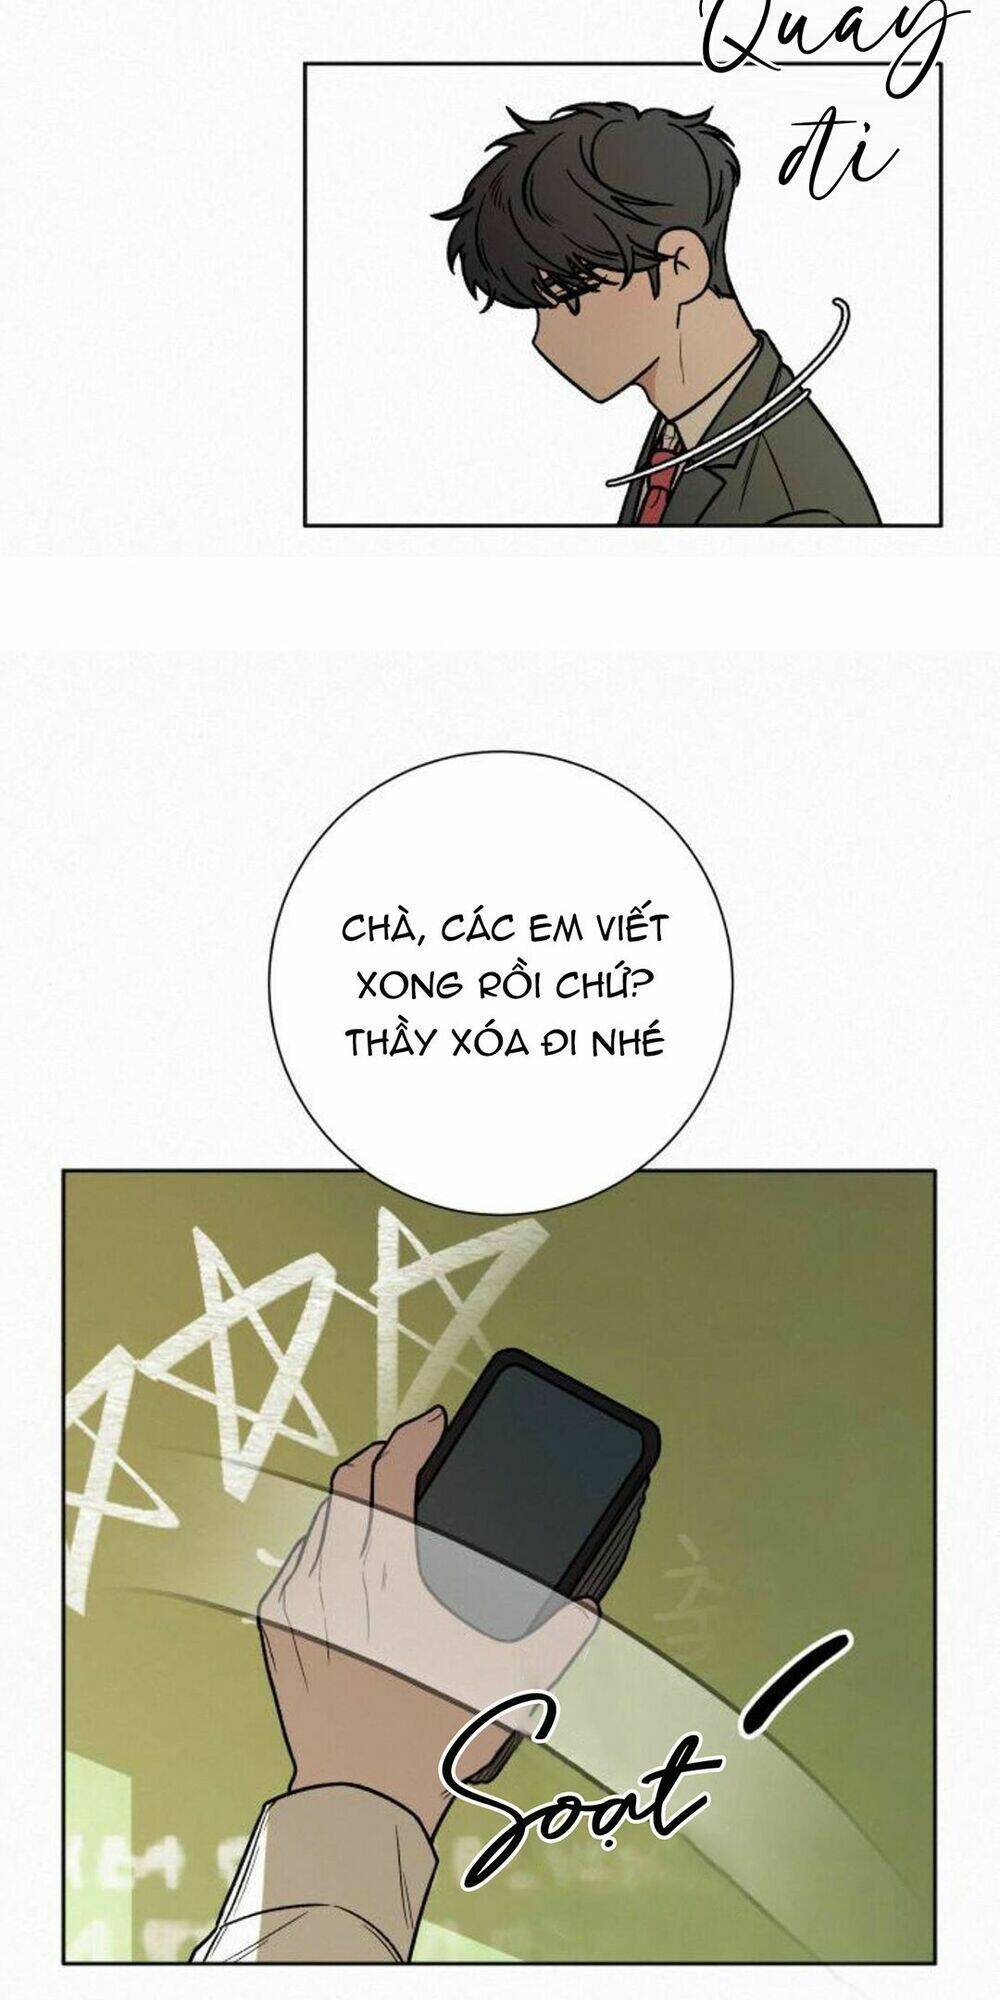 Quay
đi
CHÀ, CÁC EM VIẾT
XONG RỒI CHỨ?
THẦY XÓA ĐI NHÉ
Soạt